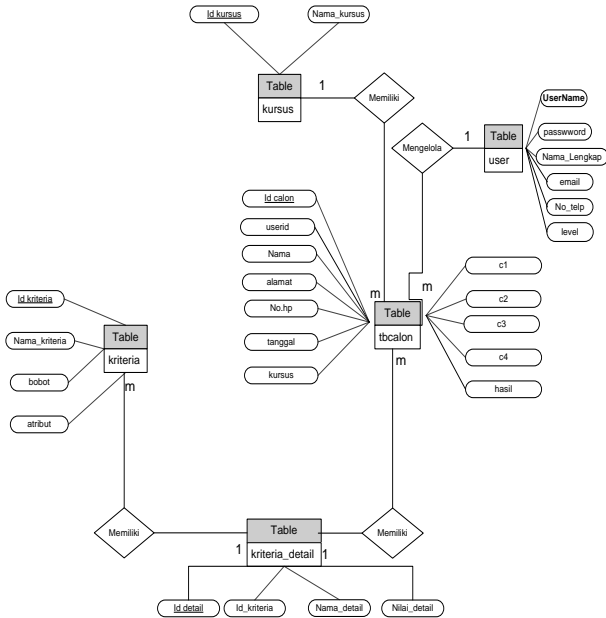 Id kursus
Nama_kursus
Table
kursus
1
Memiliki
Mengelola
1
Table
user
UserName
passwword
Nama_Lengkap
email
No_telp
level
Id calon
userid
Nama
alamat
No.hp
tanggal
kursus
m
m
Table
tbcalon
m
c1
c2
c3
c4
hasil
Id kriteria
Nama_kriteria
bobot
atribut
Table
kriteria
m
Memiliki
1
Table
kriteria_detail
1
Memiliki
Id detail
Id_kriteria
Nama_detail
Nilai_detail